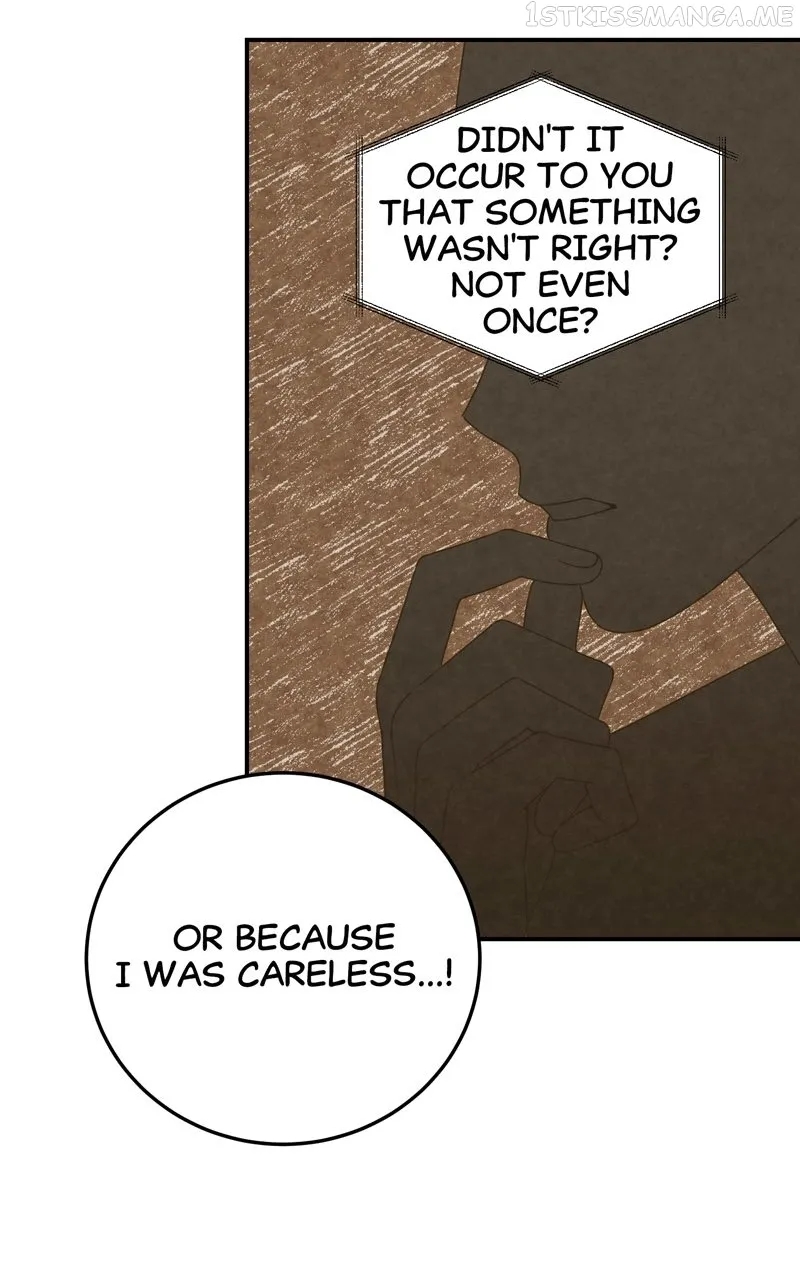 1STKISSMANGA.ME
DIDN'T IT
OCCUR TO YOU
THAT SOMETHING
WASN'T RIGHT?
NOT EVEN
ONCE?
OR BECAUSE
I WAS CARELESS...!